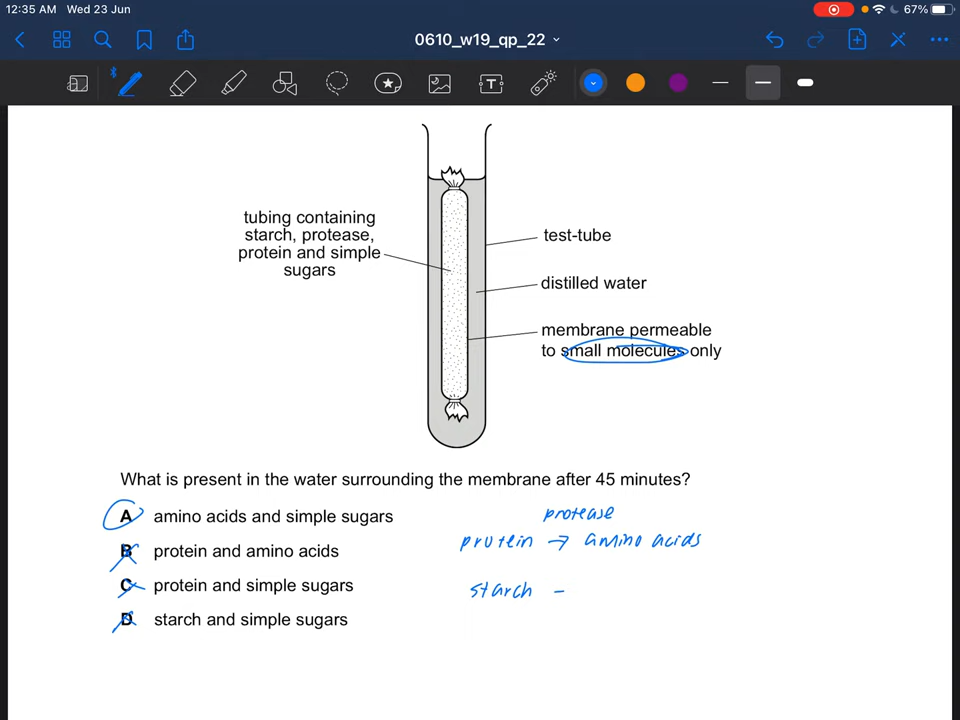 12:35 AM Wed 23 Jun
67%
0610_w19_qp_22
T
tubing containing
starch, protease,
protein and simple
sugars
test-tube
distilled water
membrane permeable
to small molecules only
What is present in the water surrounding the membrane after 45 minutes?
A amino acids and simple sugars
B protein and amino acids
C protein and simple sugars
D starch and simple sugars
protease
protein → amino acids
starch -